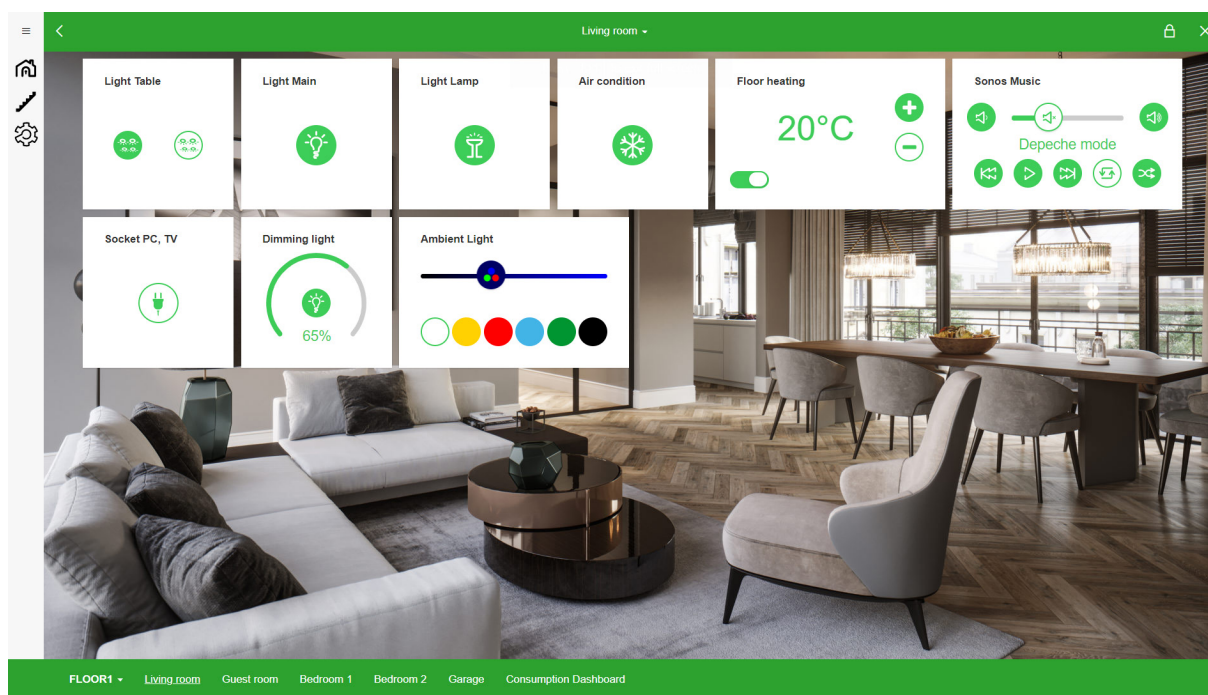 Living room
Light Table
Light Main
Light Lamp
Air condition
Floor heating
20°C
Sonos Music
Depeche mode
Socket PC, TV
Dimming light
65%
Ambient Light
FLOOR1 Living room Guest room Bedroom 1 Bedroom 2 Garage Consumption Dashboard